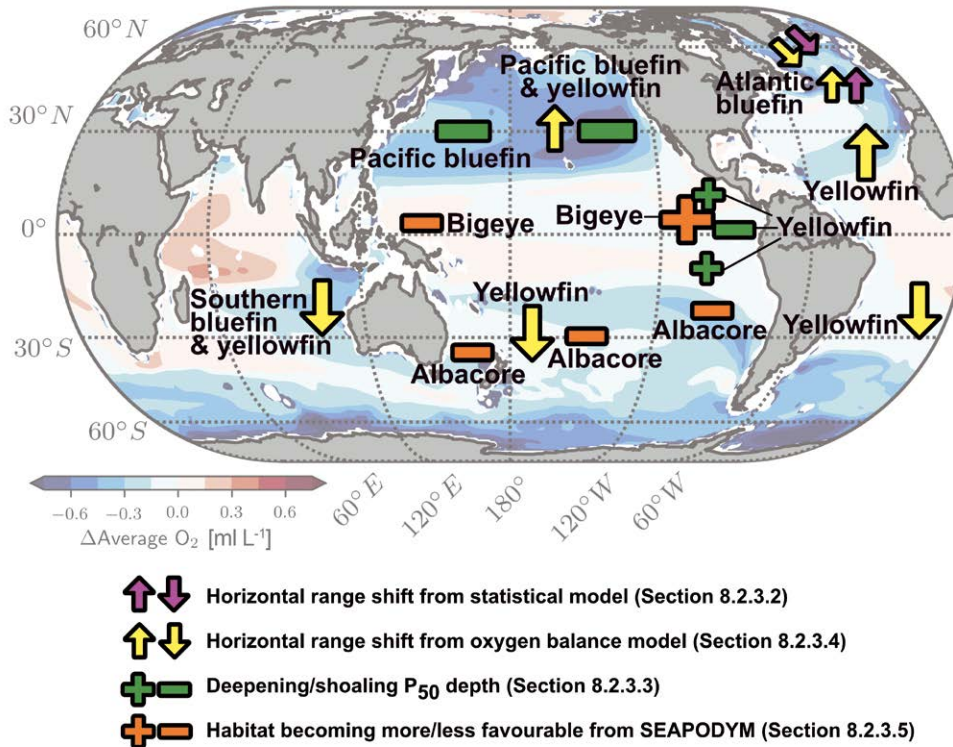 60° N
30° N
0°
30° S
60° S
Pacific bluefin
& yellowfin
Atlantic
bluefin
Pacific bluefin
Yellowfin
Bigeye
Bigeye
Yellowfin
Southern
bluefin
& yellowfin
Yellowfin
Albacore
Yellowfin
Albacore
Albacore
60° E
120° E
180°
120° W
60° W
−0.6 −0.3 0.0 0.3 0.6
ΔAverage O₂ [ml L⁻¹]
Horizontal range shift from statistical model (Section 8.2.3.2)
Horizontal range shift from oxygen balance model (Section 8.2.3.4)
Deepening/shoaling P₅₀ depth (Section 8.2.3.3)
Habitat becoming more/less favourable from SEAPODYM (Section 8.2.3.5)